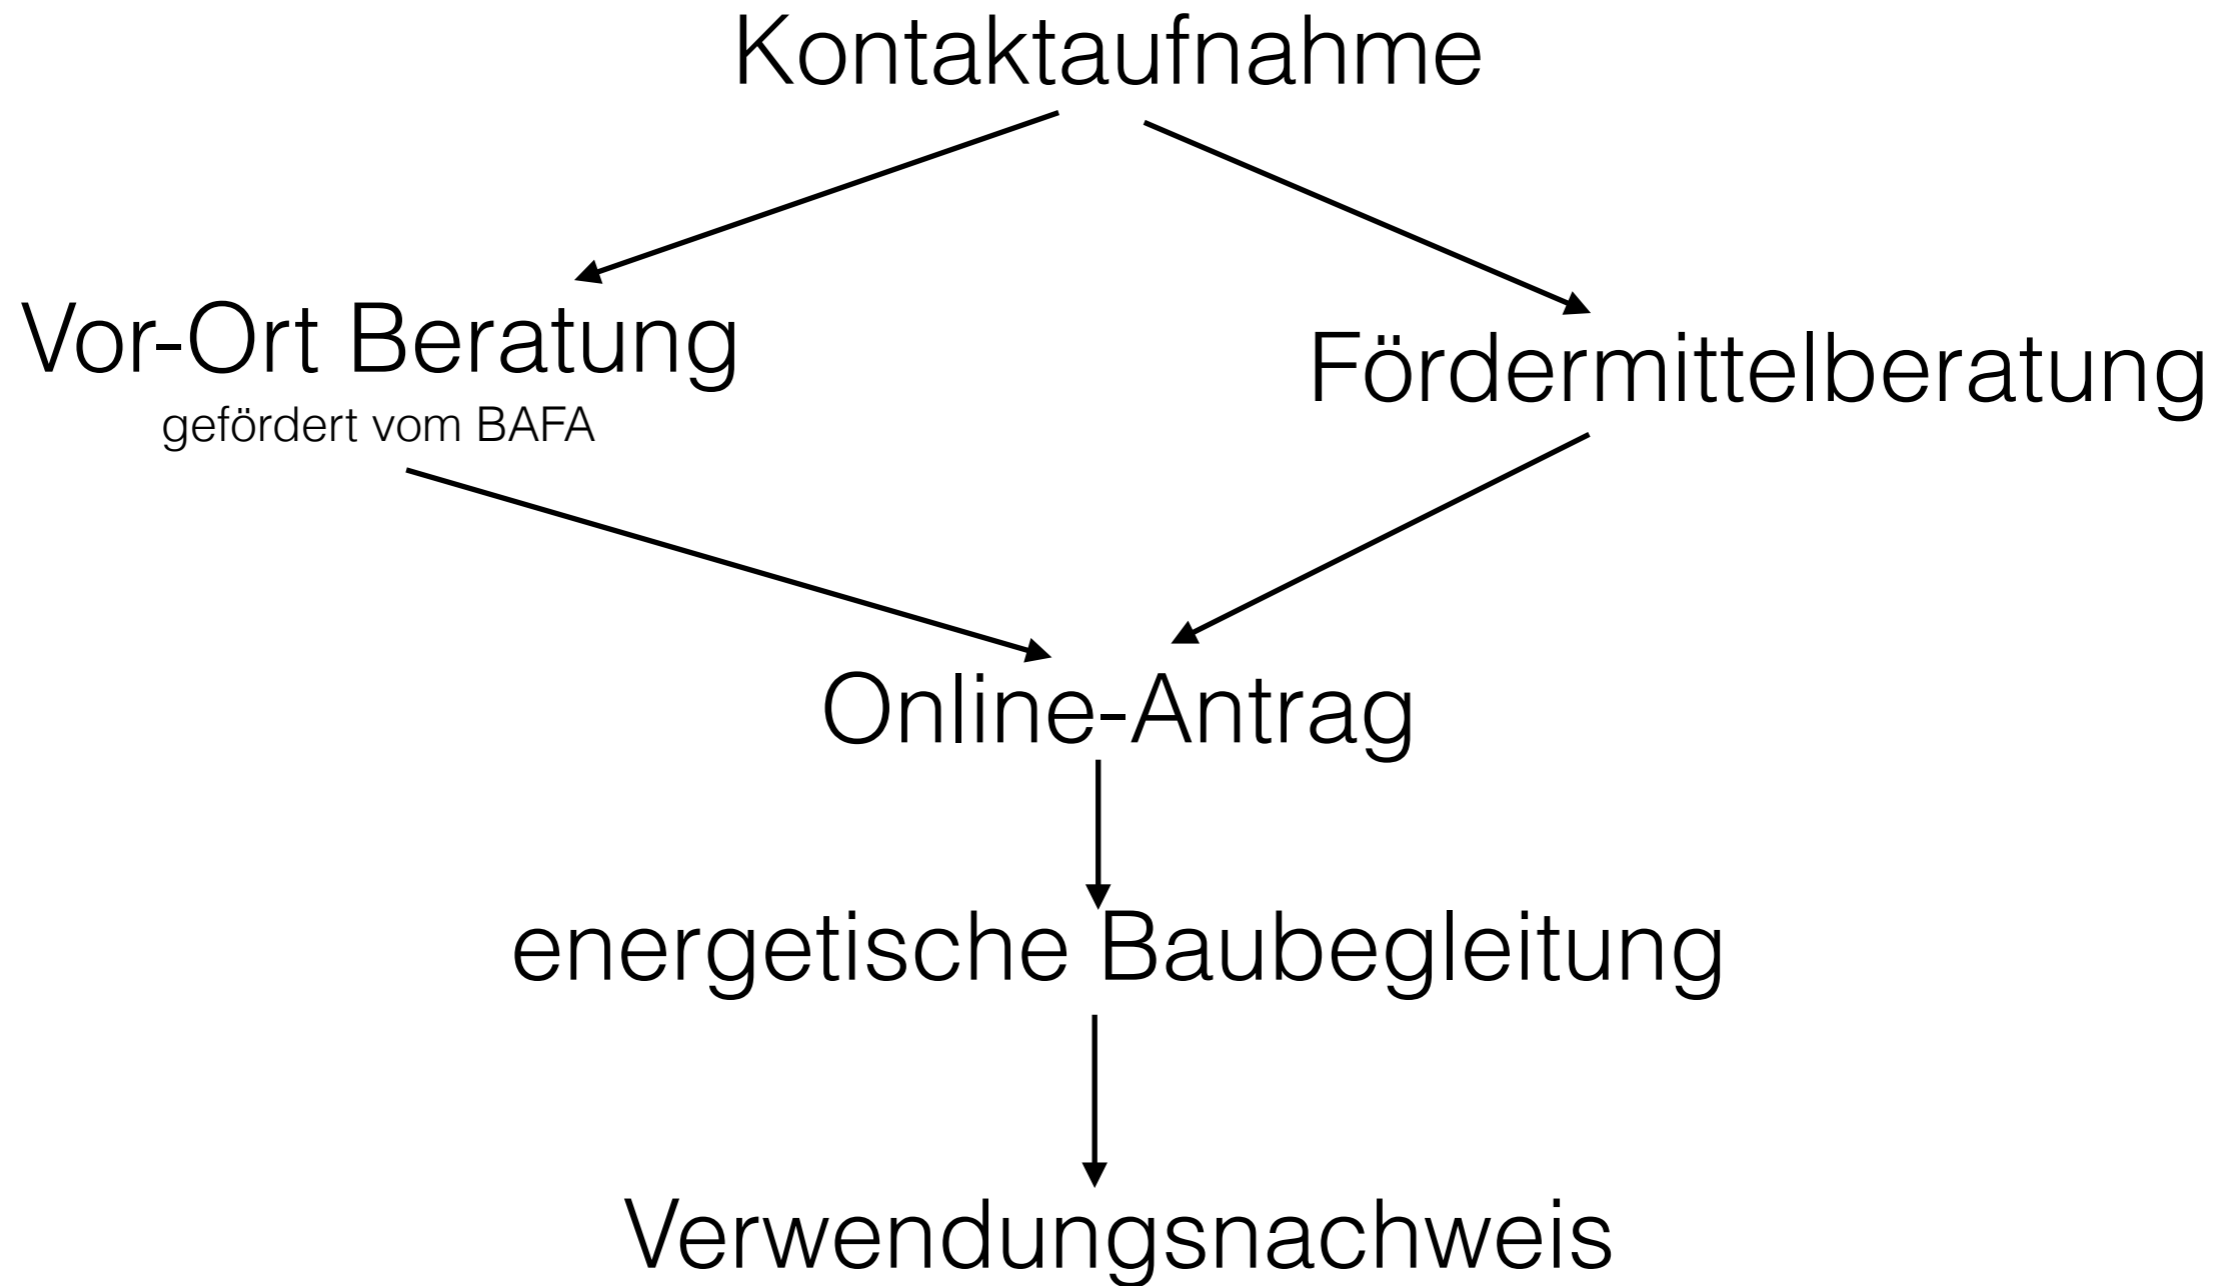 Kontaktaufnahme
Vor-Ort Beratung
gefördert vom BAFA
Fördermittelberatung
Online-Antrag
energetische Baubegleitung
Verwendungsnachweis